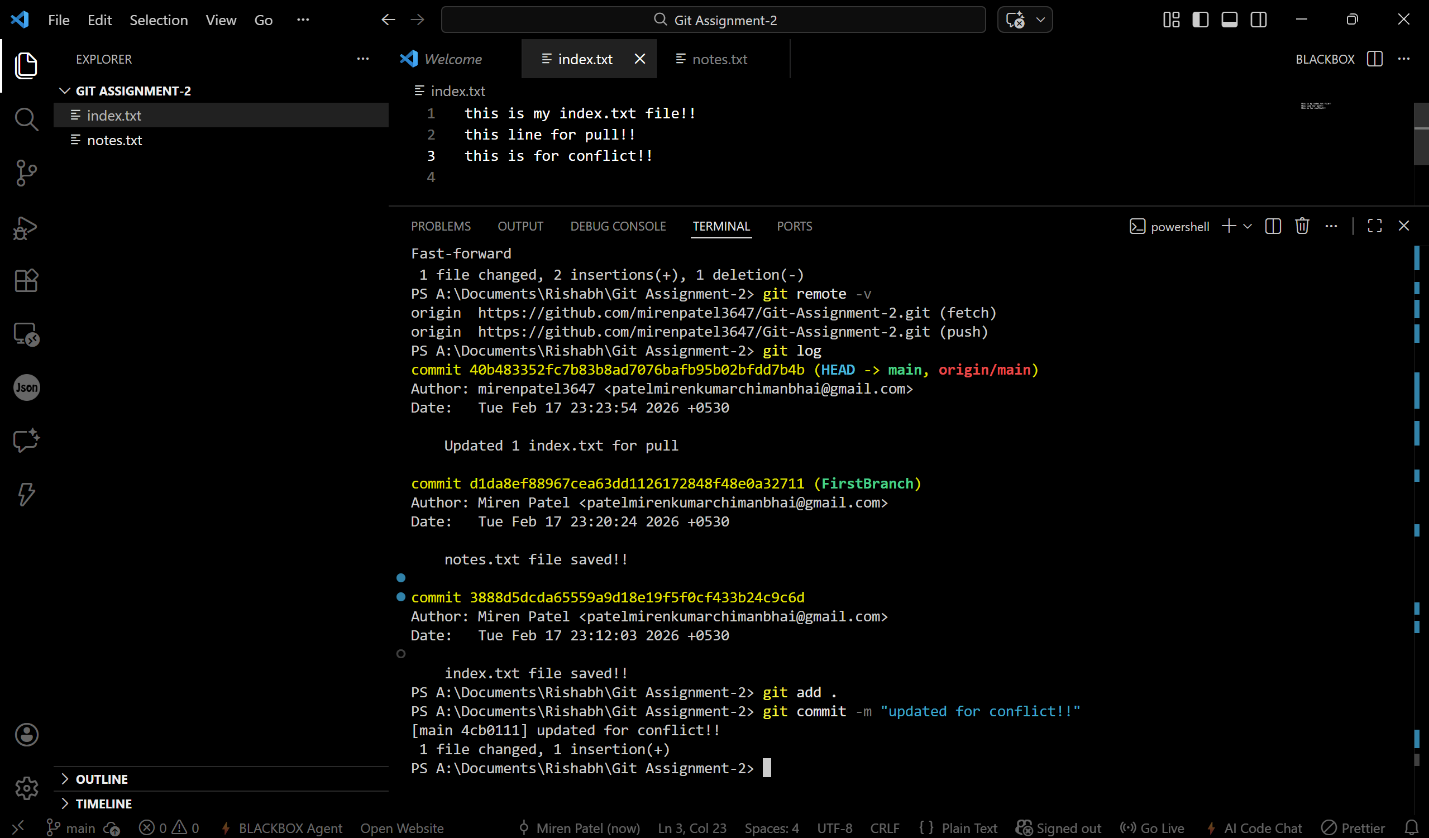 File Edit Selection View Go ···
Git Assignment-2
EXPLORER ···
GIT ASSIGNMENT-2
index.txt
notes.txt
OUTLINE
TIMELINE
Json
Welcome index.txt notes.txt
BLACKBOX ···
index.txt
1 this is my index.txt file!!
2 this line for pull!!
3 this is for conflict!!
4
PROBLEMS OUTPUT DEBUG CONSOLE TERMINAL PORTS
powershell ···
Fast-forward
1 file changed, 2 insertions(+), 1 deletion(-)
PS A:\Documents\Rishabh\Git Assignment-2> git remote -v
origin https://github.com/mirenpatel3647/Git-Assignment-2.git (fetch)
origin https://github.com/mirenpatel3647/Git-Assignment-2.git (push)
PS A:\Documents\Rishabh\Git Assignment-2> git log
commit 40b483352fc7b83b8ad7076bafb95b02bfdd7b4b (HEAD -> main, origin/main)
Author: mirenpatel3647 <patelmirenkumarchimanbhai@gmail.com>
Date: Tue Feb 17 23:23:54 2026 +0530
Updated 1 index.txt for pull
commit d1da8ef88967cea63dd1126172848f48e0a32711 (FirstBranch)
Author: Miren Patel <patelmirenkumarchimanbhai@gmail.com>
Date: Tue Feb 17 23:20:24 2026 +0530
notes.txt file saved!!
commit 3888d5dcda65559a9d18e19f5f0cf433b24c9c6d
Author: Miren Patel <patelmirenkumarchimanbhai@gmail.com>
Date: Tue Feb 17 23:12:03 2026 +0530
index.txt file saved!!
PS A:\Documents\Rishabh\Git Assignment-2> git add .
PS A:\Documents\Rishabh\Git Assignment-2> git commit -m "updated for conflict!!"
[main 4cb0111] updated for conflict!!
1 file changed, 1 insertion(+)
PS A:\Documents\Rishabh\Git Assignment-2>
main 0 0 BLACKBOX Agent Open Website Miren Patel (now) Ln 3, Col 23 Spaces: 4 UTF-8 CRLF { } Plain Text Signed out Go Live AI Code Chat Prettier